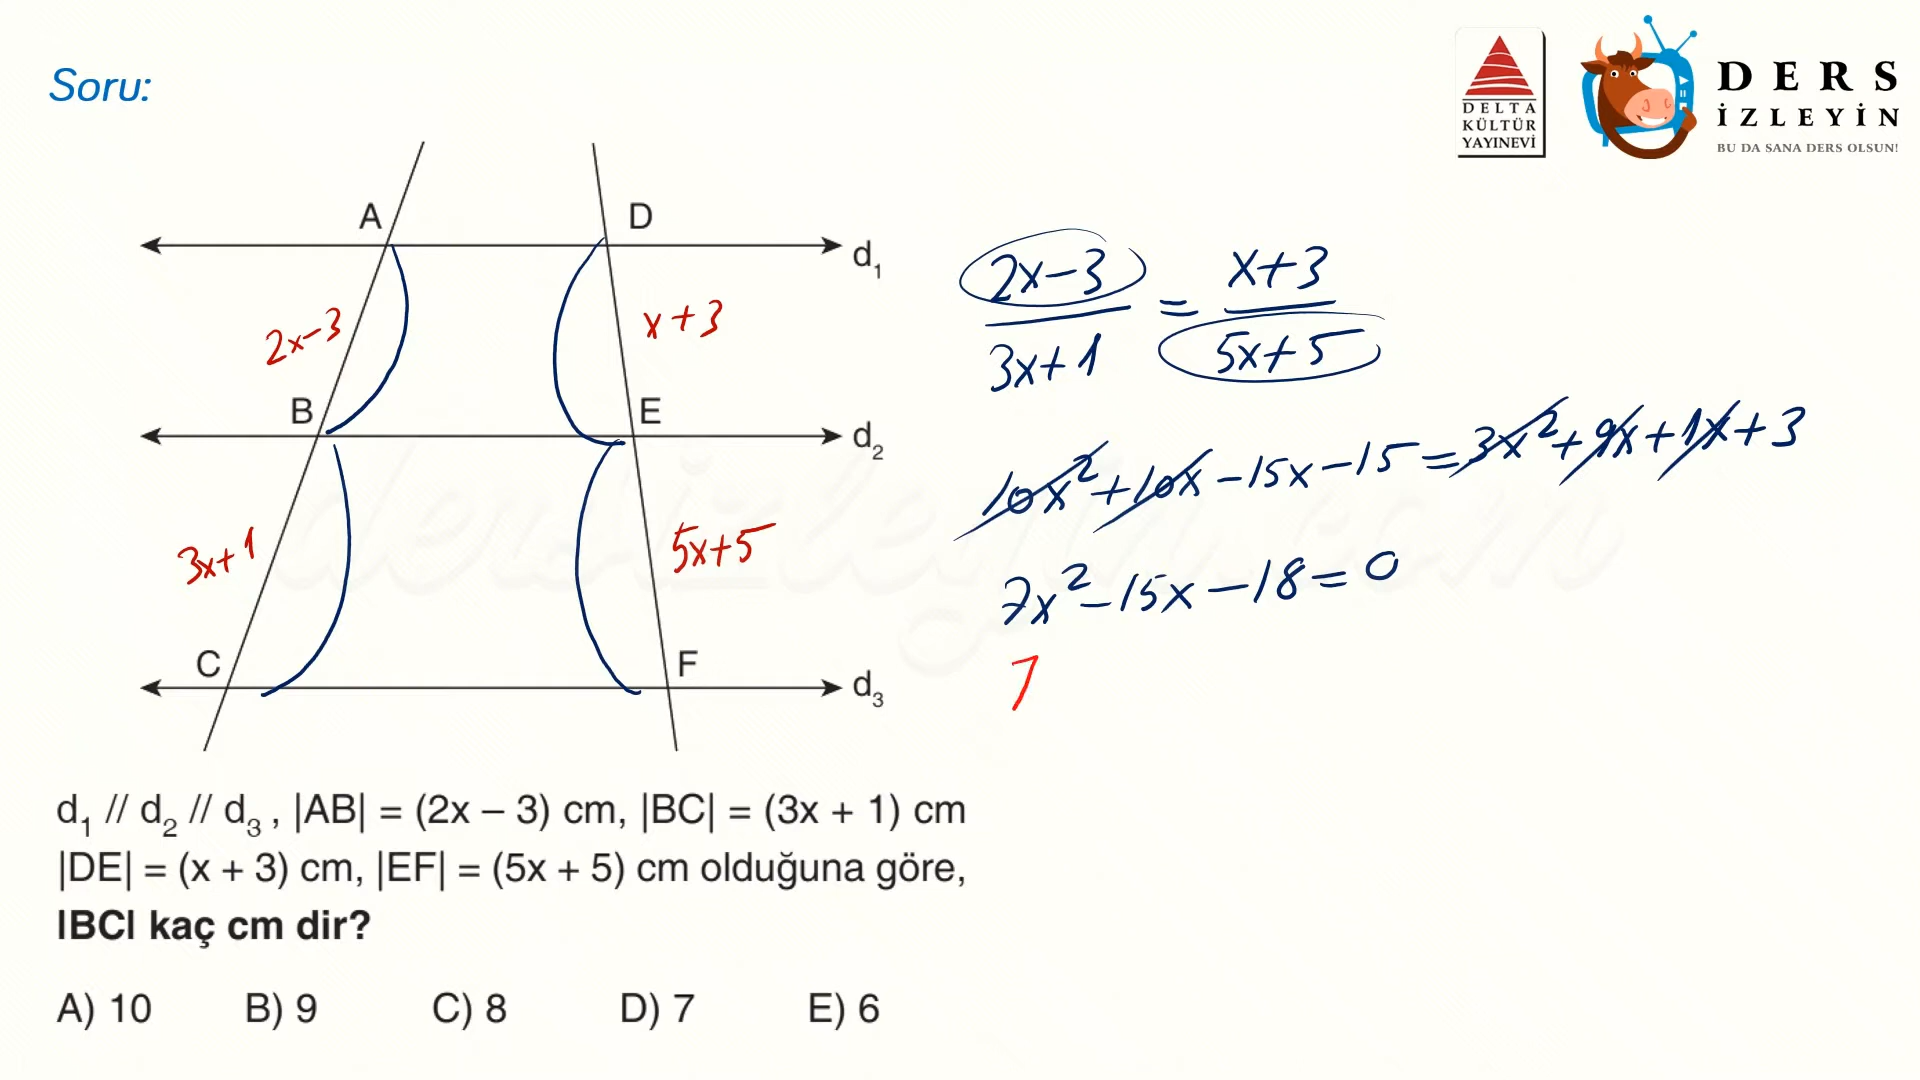 Soru:
DELTA
KÜLTÜR
YAYINEVİ
DERS
İZLEYİN
BU DA SANA DERS OLSUN!
A
D
d₁
2x-3
x+3
B
E
d₂
3x+1
5x+5
C
F
d₃
2x-3 / 3x+1 = x+3 / 5x+5
10x²+10x-15x-15=3x²+9x+1x+3
7x²-15x-18=0
7
dersizleyin.com
d₁ // d₂ // d₃ , |AB| = (2x – 3) cm, |BC| = (3x + 1) cm
|DE| = (x + 3) cm, |EF| = (5x + 5) cm olduğuna göre,
IBCI kaç cm dir?
A) 10 B) 9 C) 8 D) 7 E) 6